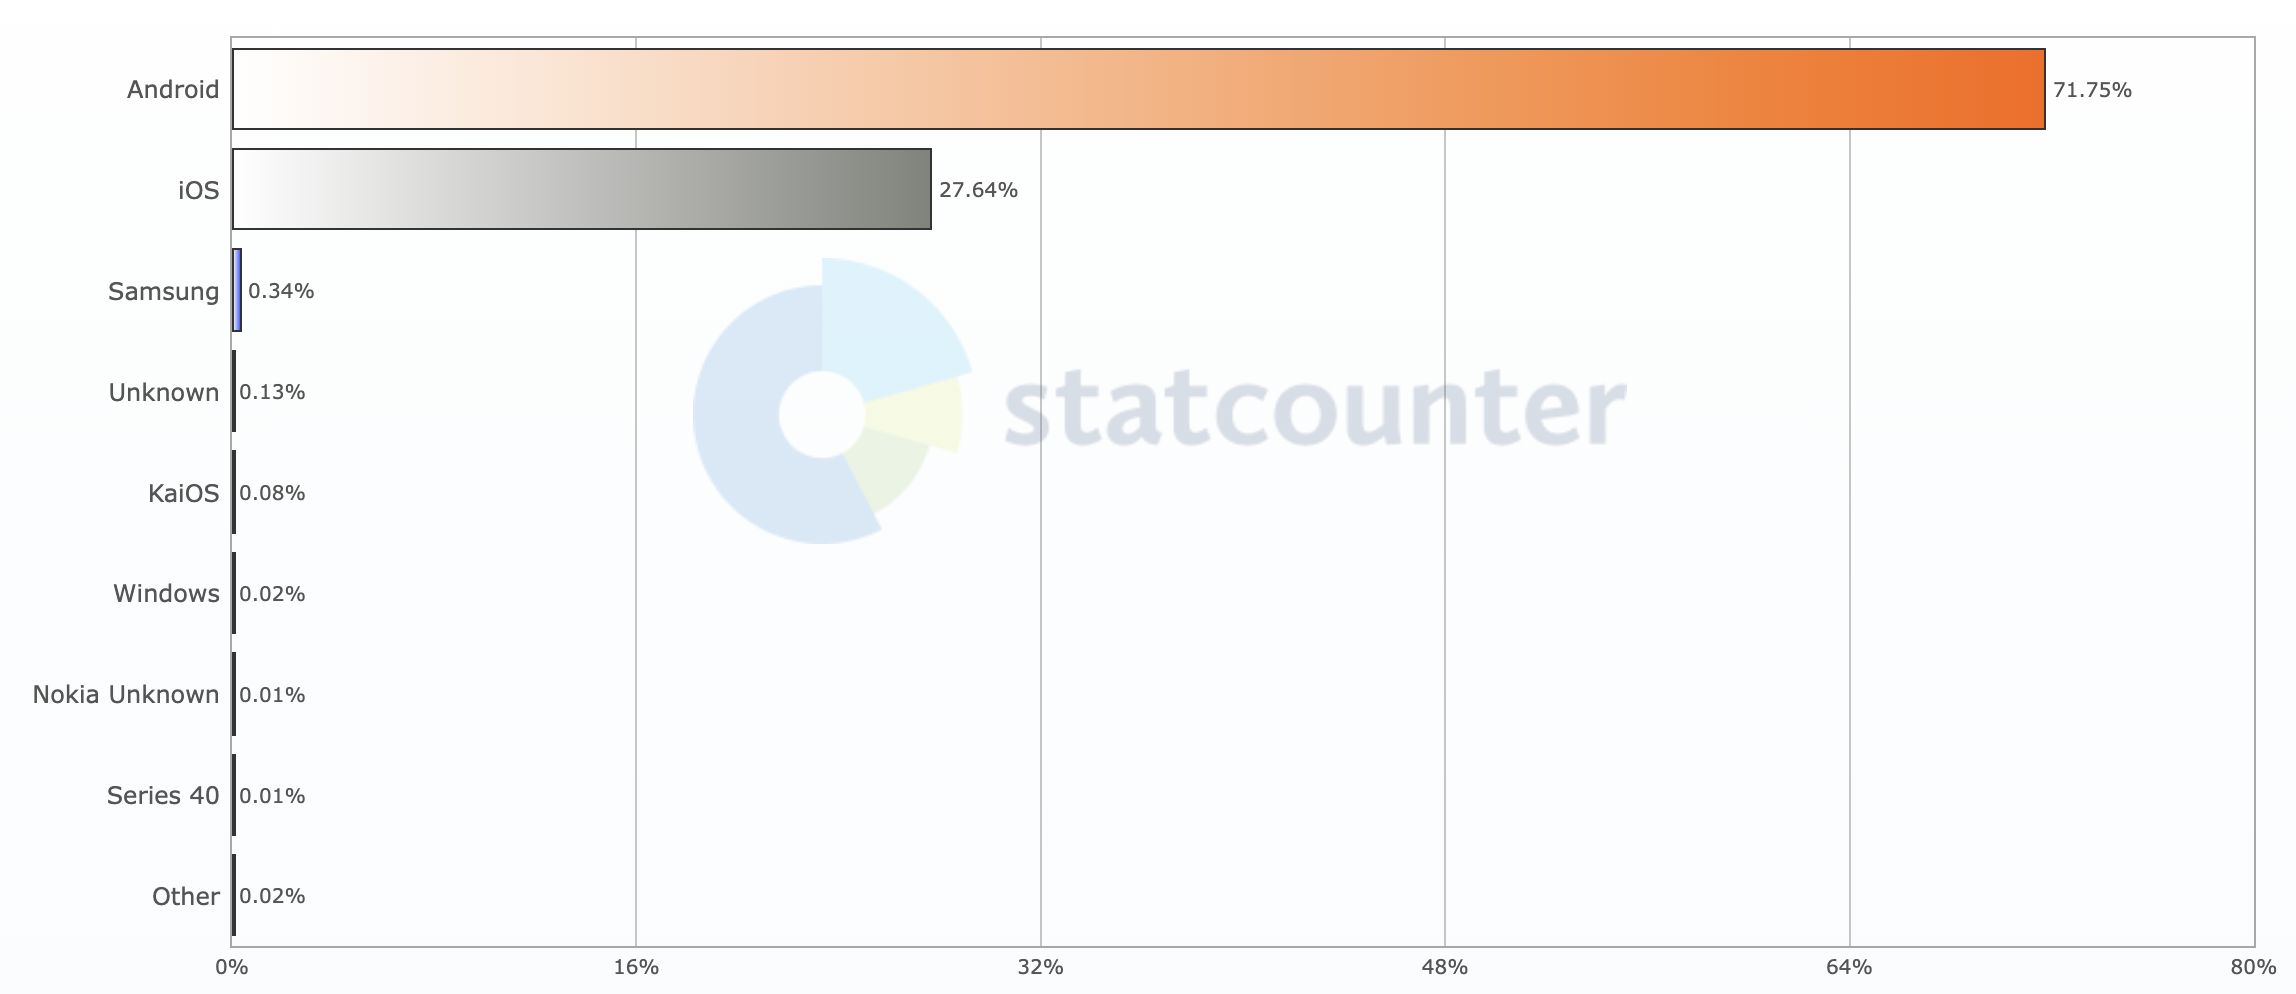 Android 71.75%
iOS 27.64%
Samsung 0.34%
Unknown 0.13%
statcounter
KaiOS 0.08%
Windows 0.02%
Nokia Unknown 0.01%
Series 40 0.01%
Other 0.02%
0% 16% 32% 48% 64% 80%